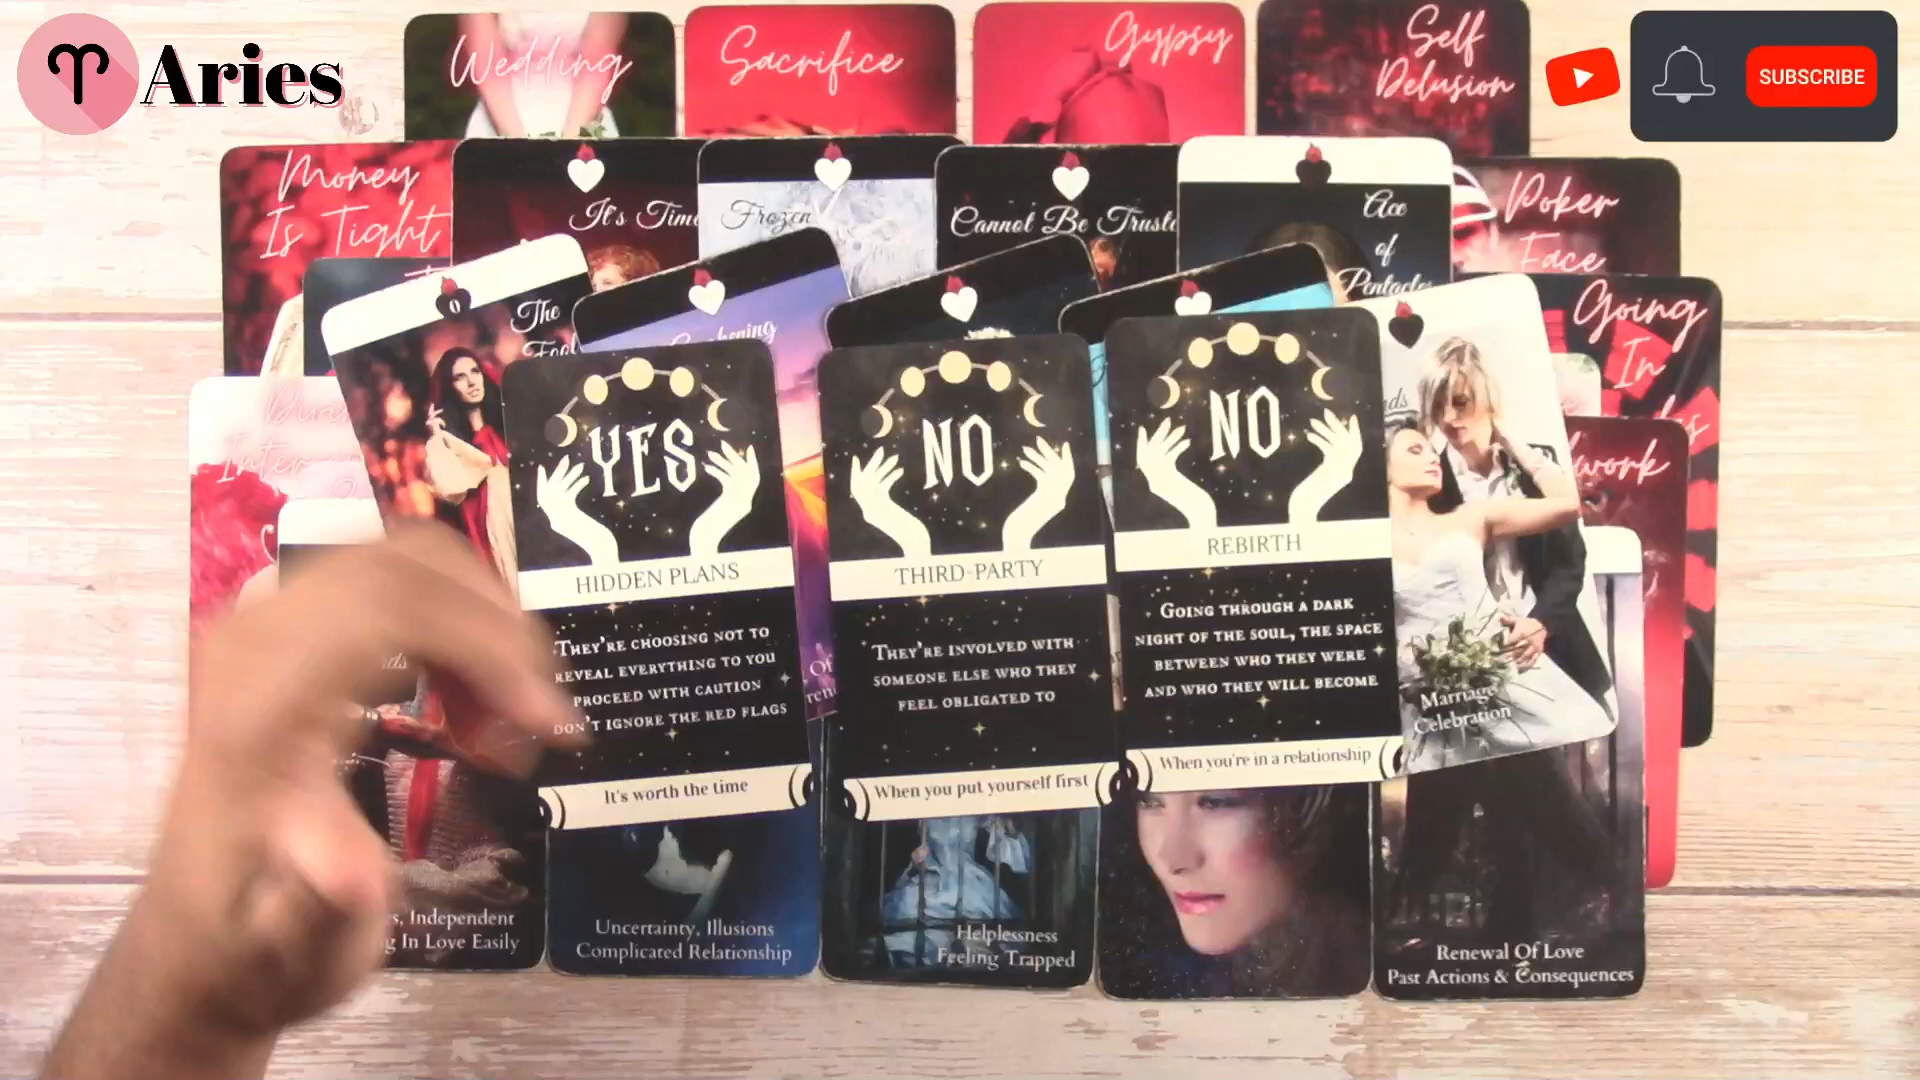 Aries
SUBSCRIBE
Wedding
Sacrifice
Gypsy
Self
Delusion
Money
Is Tight
It's Time
Frozen
Cannot Be
Ace
of
Pentacles
Poker
Face
Going
In
0
The
Fool
YES
HIDDEN PLANS
THEY'RE CHOOSING NOT TO
REVEAL EVERYTHING TO YOU
PROCEED WITH CAUTION
DON'T IGNORE THE RED FLAGS
It's worth the time
NO
THIRD-PARTY
THEY'RE INVOLVED WITH
SOMEONE ELSE WHO THEY
FEEL OBLIGATED TO
When you put yourself first
NO
REBIRTH
GOING THROUGH A DARK
NIGHT OF THE SOUL, THE SPACE
BETWEEN WHO THEY WERE
AND WHO THEY WILL BECOME
When you're in a relationship
Marriage
Celebration
Independent
In Love Easily
Uncertainty, Illusions
Complicated Relationship
Helplessness
Feeling Trapped
Renewal Of Love
Past Actions & Consequences